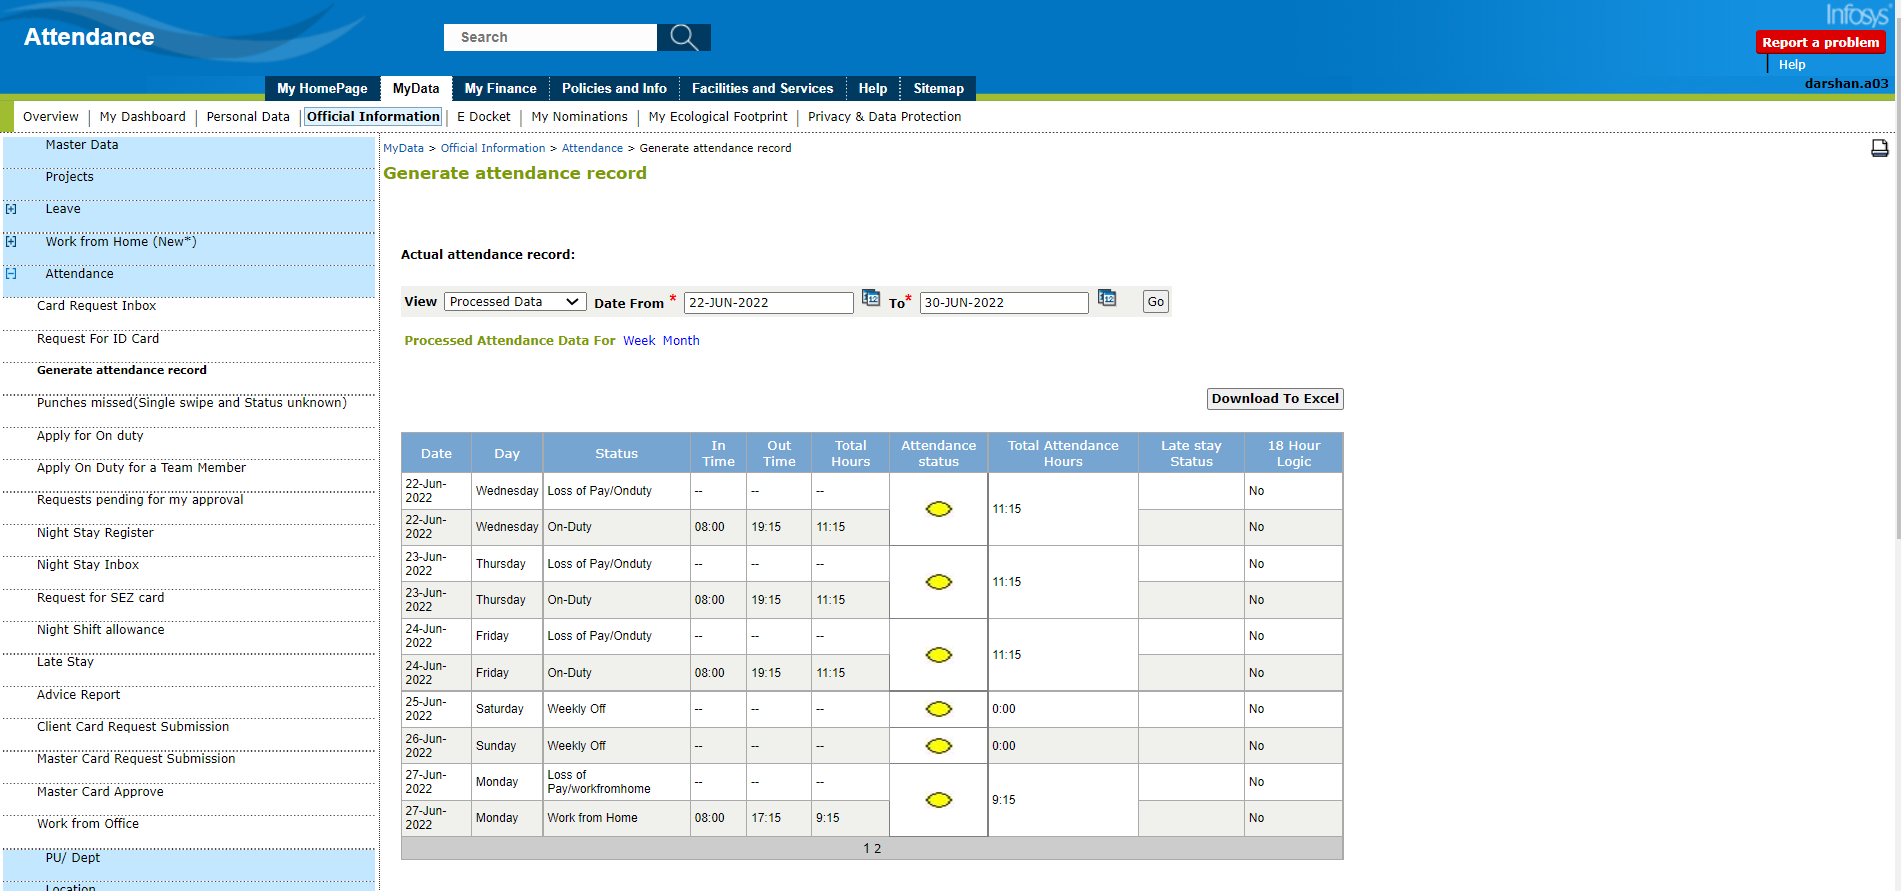 Infosys
Attendance
Search
Report a problem
Help
darshan.a03
My HomePage MyData My Finance Policies and Info Facilities and Services Help Sitemap
Overview My Dashboard Personal Data Official Information E Docket My Nominations My Ecological Footprint Privacy & Data Protection
Master Data
Projects
Leave
Work from Home (New*)
Attendance
Card Request Inbox
Request For ID Card
Generate attendance record
Punches missed(Single swipe and Status unknown)
Apply for On duty
Apply On Duty for a Team Member
Requests pending for my approval
Night Stay Register
Night Stay Inbox
Request for SEZ card
Night Shift allowance
Late Stay
Advice Report
Client Card Request Submission
Master Card Request Submission
Master Card Approve
Work from Office
PU/ Dept
Location
MyData > Official Information > Attendance > Generate attendance record
Generate attendance record
Actual attendance record:
View Processed Data Date From * 22-JUN-2022 To* 30-JUN-2022 Go
Processed Attendance Data For Week Month
Download To Excel
Date Day Status In Time Out Time Total Hours Attendance status Total Attendance Hours Late stay Status 18 Hour Logic
22-Jun-2022 Wednesday Loss of Pay/Onduty -- -- -- 11:15 No
22-Jun-2022 Wednesday On-Duty 08:00 19:15 11:15 No
23-Jun-2022 Thursday Loss of Pay/Onduty -- -- -- 11:15 No
23-Jun-2022 Thursday On-Duty 08:00 19:15 11:15 No
24-Jun-2022 Friday Loss of Pay/Onduty -- -- -- 11:15 No
24-Jun-2022 Friday On-Duty 08:00 19:15 11:15 No
25-Jun-2022 Saturday Weekly Off -- -- -- 0:00 No
26-Jun-2022 Sunday Weekly Off -- -- -- 0:00 No
27-Jun-2022 Monday Loss of Pay/workfromhome -- -- -- 9:15 No
27-Jun-2022 Monday Work from Home 08:00 17:15 9:15 No
1 2